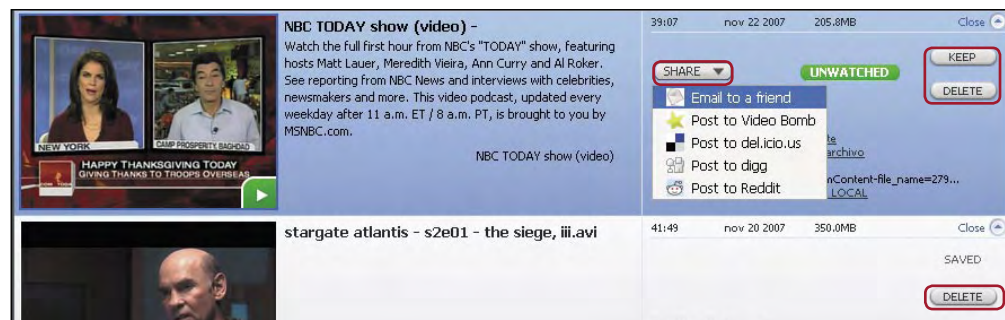 NEW YORK
CAMP PROSPERITY, BAGHDAD
HAPPY THANKSGIVING TODAY
GIVING THANKS TO TROOPS OVERSEAS
NBC TODAY show (video) -
Watch the full first hour from NBC's "TODAY" show, featuring
hosts Matt Lauer, Meredith Vieira, Ann Curry and Al Roker.
See reporting from NBC News and interviews with celebrities,
newsmakers and more. This video podcast, updated every
weekday after 11 a.m. ET / 8 a.m. PT, is brought to you by
MSNBC.com.
NBC TODAY show (video)
39:07 nov 22 2007 205.8MB Close
SHARE UNWATCHED KEEP
DELETE
Email to a friend
Post to Video Bomb
Post to del.icio.us
Post to digg
Post to Reddit
te
archivo
mContent-file_name=279...
LOCAL
stargate atlantis - s2e01 - the siege, iii.avi
41:49 nov 20 2007 350.0MB Close
SAVED
DELETE